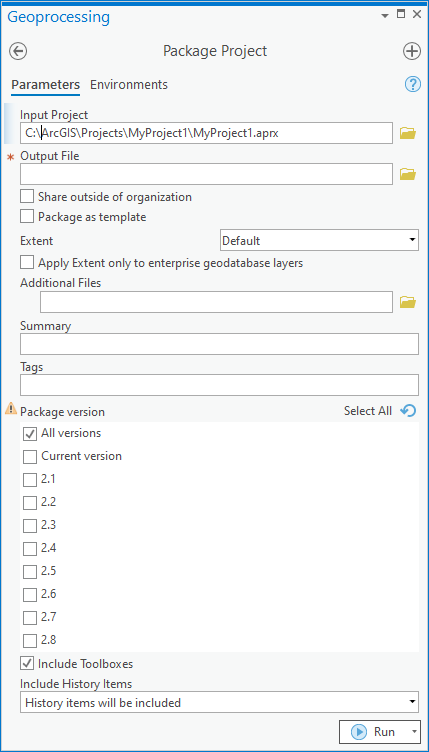 Geoprocessing
Package Project
Parameters Environments
Input Project
C:\ArcGIS\Projects\MyProject1\MyProject1.aprx
* Output File
Share outside of organization
Package as template
Extent Default
Apply Extent only to enterprise geodatabase layers
Additional Files
Summary
Tags
Package version Select All
All versions
Current version
2.1
2.2
2.3
2.4
2.5
2.6
2.7
2.8
Include Toolboxes
Include History Items
History items will be included
Run